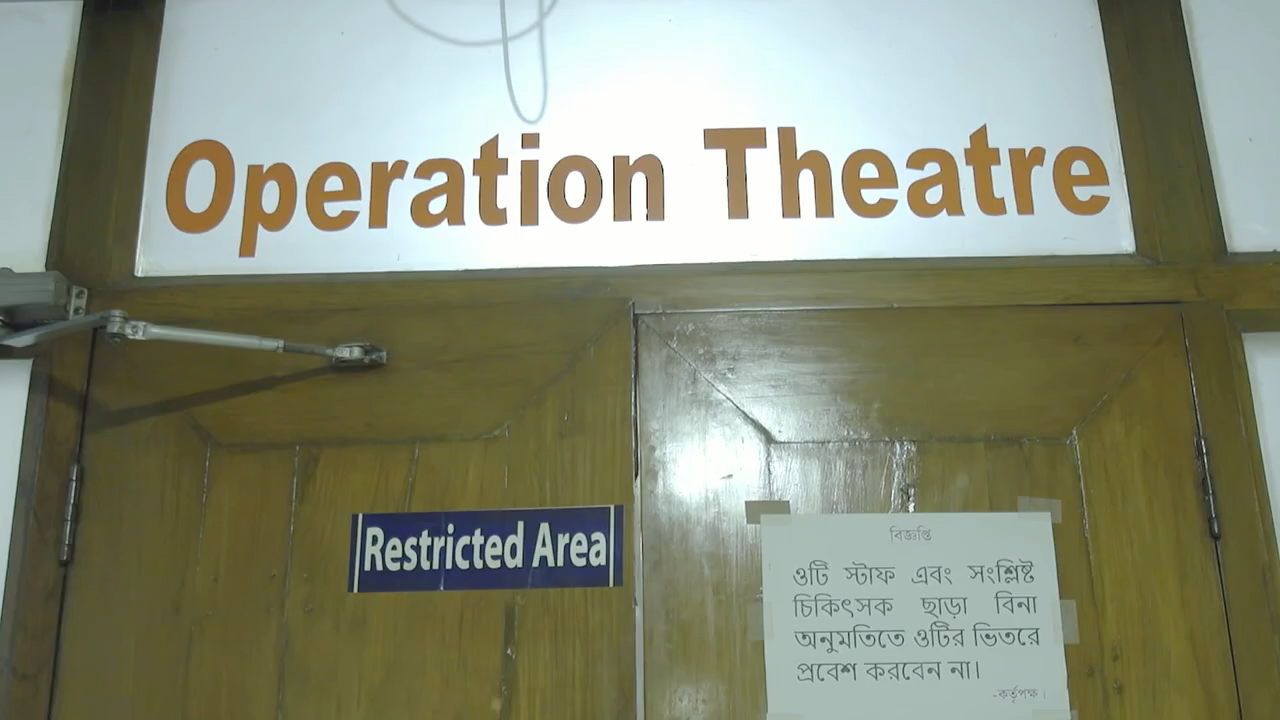 Operation Theatre
Restricted Area
বিজ্ঞপ্তি
ওটি স্টাফ এবং সংশ্লিষ্ট
চিকিৎসক ছাড়া বিনা
অনুমতিতে ওটির ভিতরে
প্রবেশ করবেন না।
-কর্তৃপক্ষ।